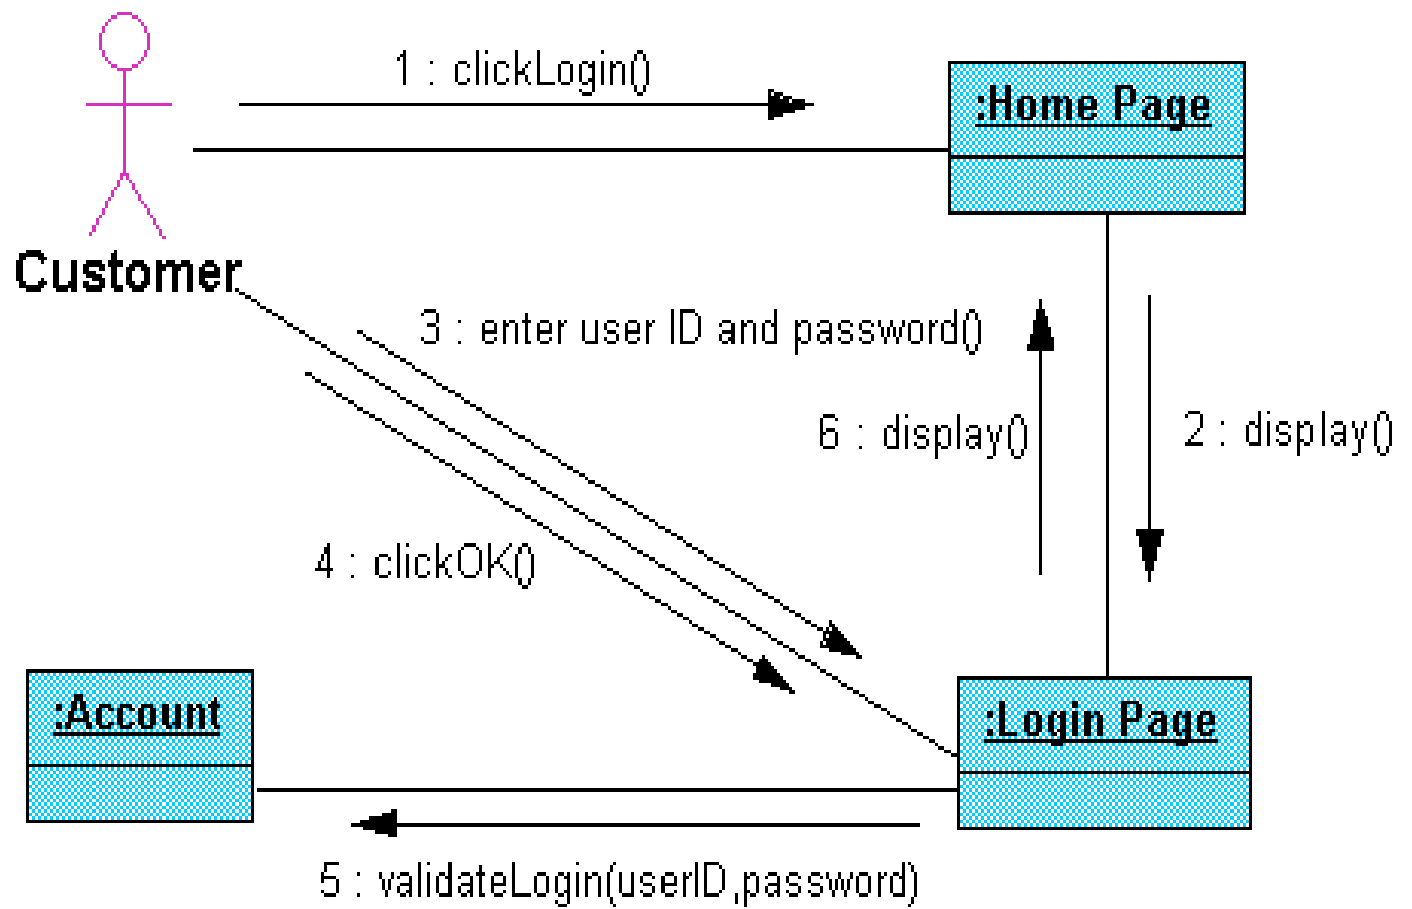 1 : clickLogin()
:Home Page
Customer
3 : enter user ID and password()
6 : display()
2 : display()
4 : clickOK()
:Account
:Login Page
5 : validateLogin(userID,password)